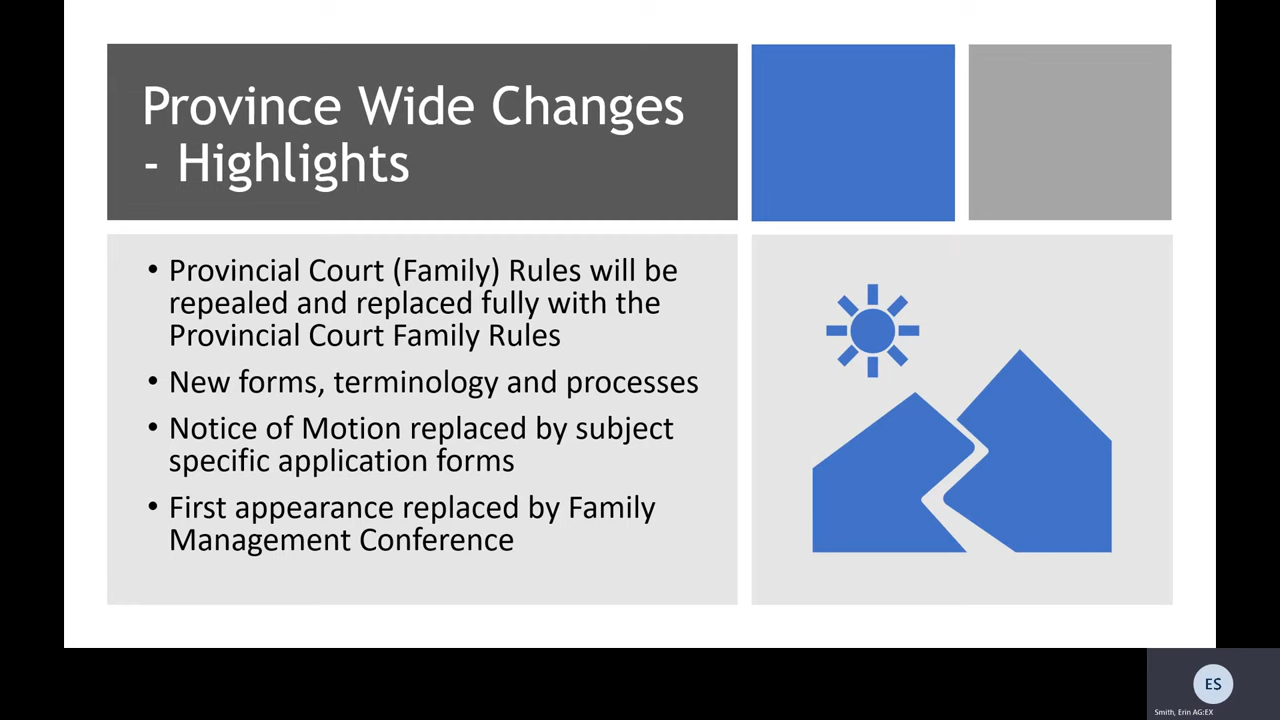 Province Wide Changes
- Highlights
• Provincial Court (Family) Rules will be
repealed and replaced fully with the
Provincial Court Family Rules
• New forms, terminology and processes
• Notice of Motion replaced by subject
specific application forms
• First appearance replaced by Family
Management Conference
ES
Smith, Erin AG:EX